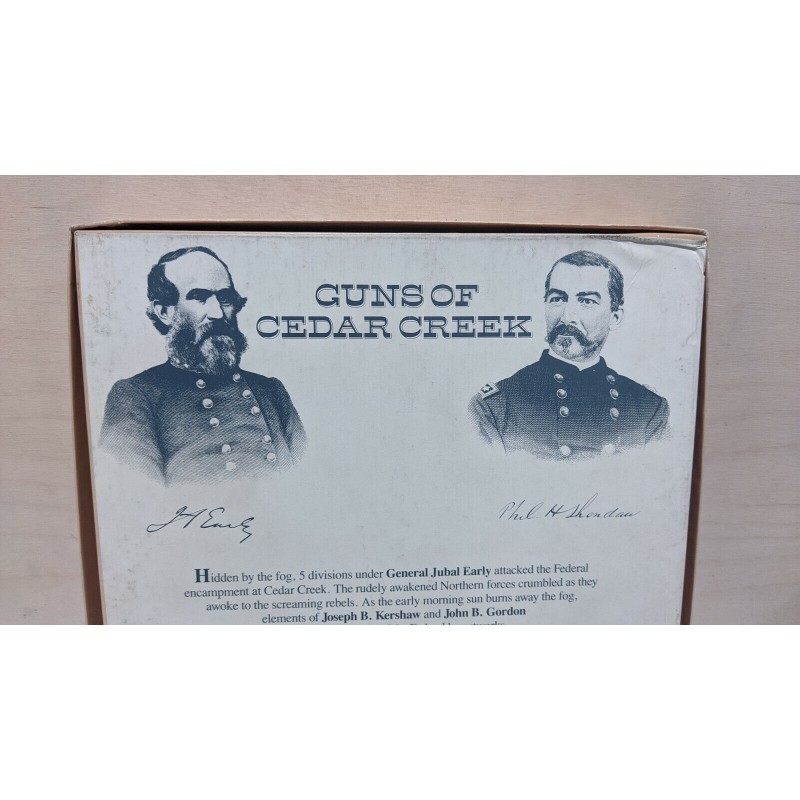 GUNS OF
CEDAR CREEK
JA Early
Phil. H Sheridan
Hidden by the fog, 5 divisions under General Jubal Early attacked the Federal
encampment at Cedar Creek. The rudely awakened Northern forces crumbled as they
awoke to the screaming rebels. As the early morning sun burns away the fog,
elements of Joseph B. Kershaw and John B. Gordon